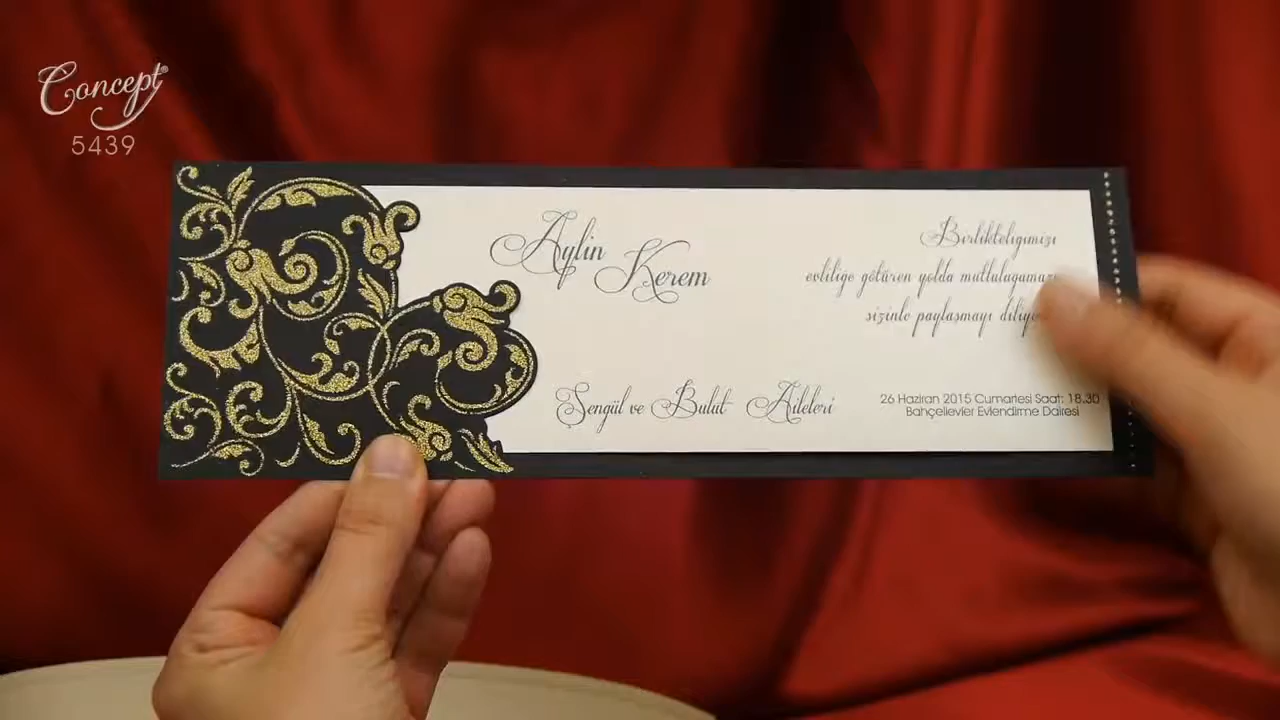 Concept®
5439
Aylin
Kerem
Birlikteliğimizi
evliliğe götüren yolda mutluluğumuzu
sizinle paylaşmayı
Şengül ve Bulut Aileleri
26 Haziran 2015 Cumartesi Saat: 18.30
Bahçelievler Evlendirme Dairesi